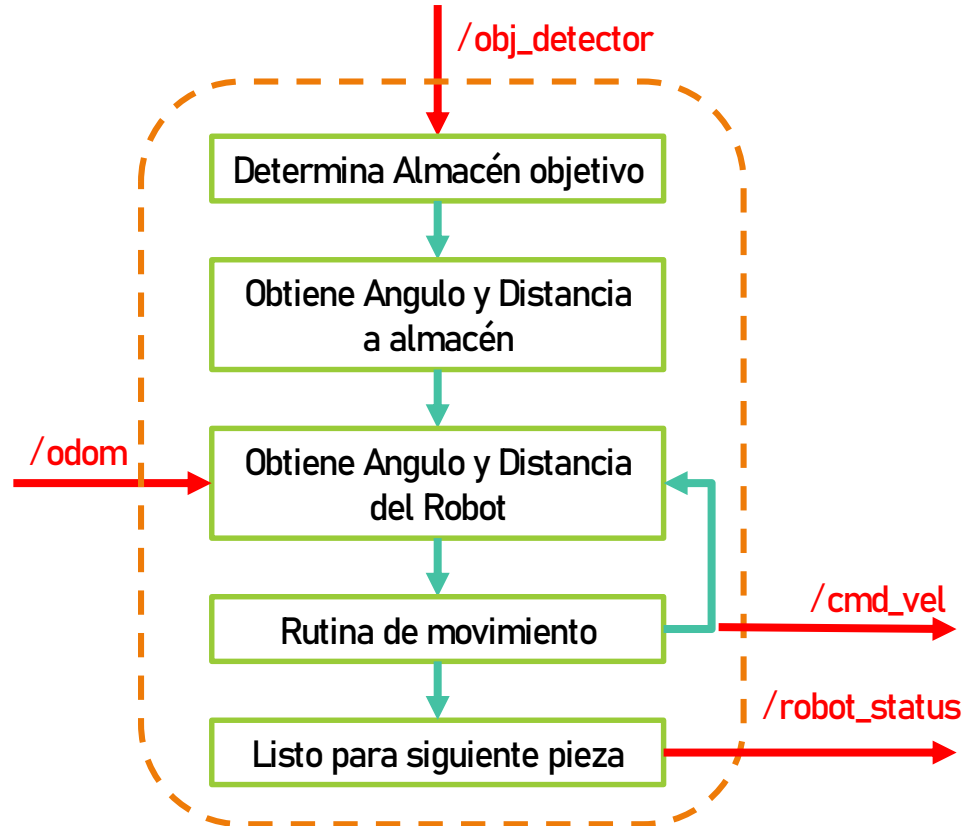 /obj_detector
Determina Almacén objetivo
Obtiene Angulo y Distancia
a almacén
/odom
Obtiene Angulo y Distancia
del Robot
/cmd_vel
Rutina de movimiento
/robot_status
Listo para siguiente pieza